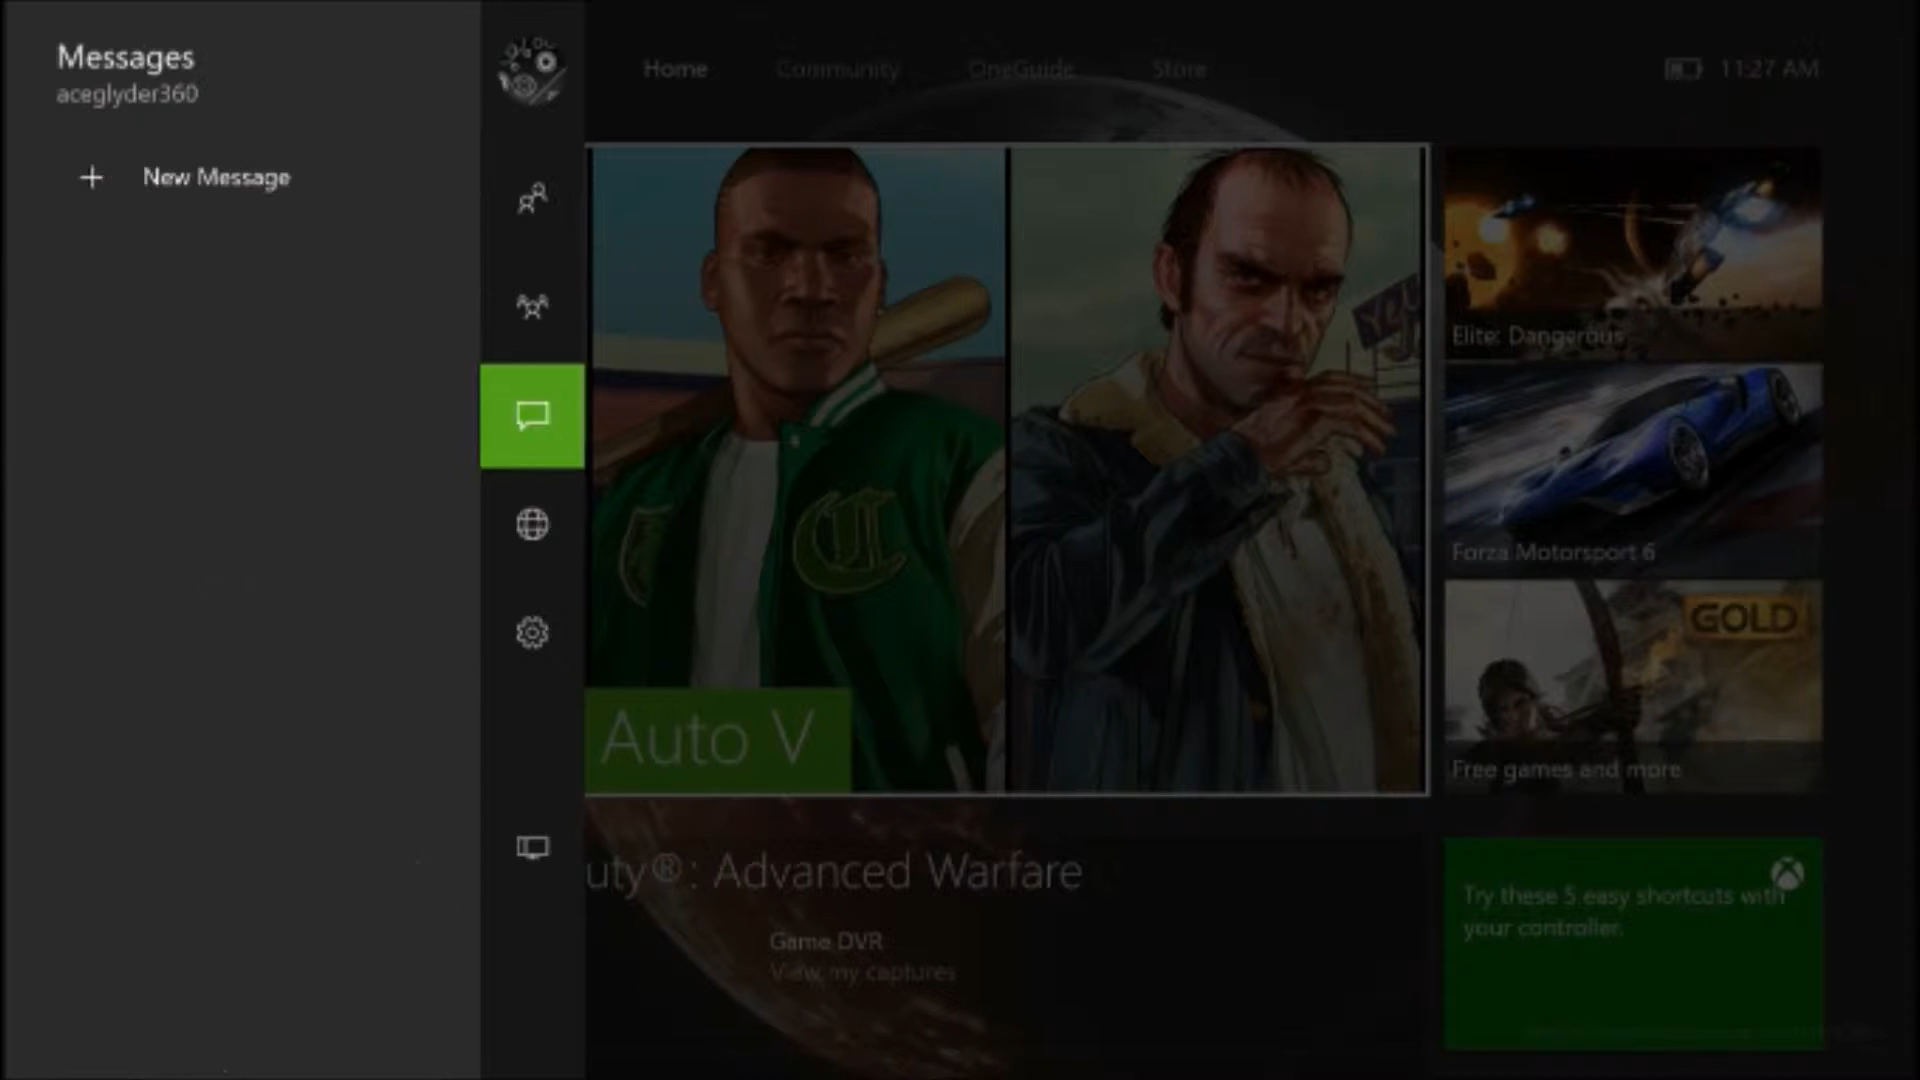 Messages
aceglyder360
New Message
Home
Community
OneGuide
Store
11:27 AM
Elite: Dangerous
Forza Motorsport 6
GOLD
Free games and more
Auto V
uty®: Advanced Warfare
Game DVR
View my captures
Try these 5 easy shortcuts with
your controller.